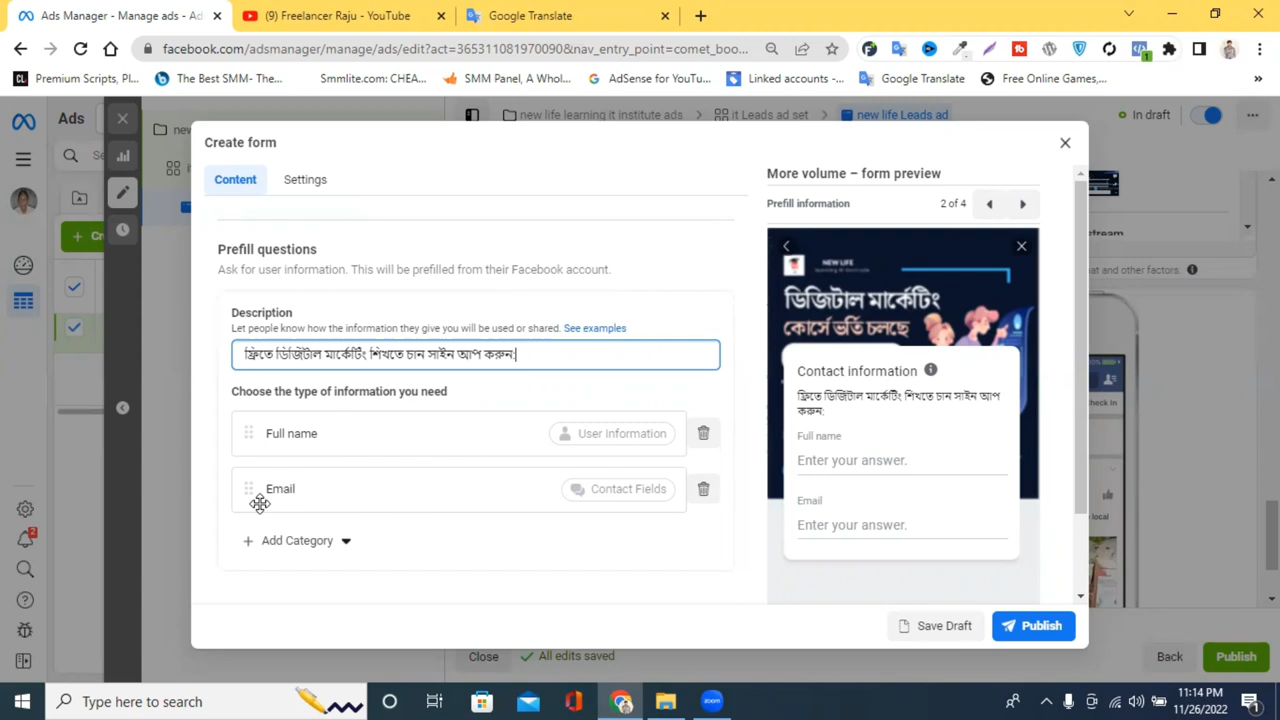 Ads Manager - Manage ads - Ad
(9) Freelancer Raju - YouTube
Google Translate
facebook.com/adsmanager/manage/ads/edit?act=365311081970090&nav_entry_point=comet_boo...
Premium Scripts, Pl...
The Best SMM- The...
Smmlite.com: CHEA...
SMM Panel, A Whol...
AdSense for YouTu...
Linked accounts -...
Google Translate
Free Online Games,...
Ads
new life learning it institute ads
it Leads ad set
new life Leads ad
In draft
Create form
Content
Settings
More volume – form preview
Prefill information
2 of 4
Prefill questions
Ask for user information. This will be prefilled from their Facebook account.
Description
Let people know how the information they give you will be used or shared. See examples
ফ্রিতে ডিজিটাল মার্কেটিং শিখতে চান সাইন আপ করুন:
Choose the type of information you need
Full name
User Information
Email
Contact Fields
Add Category
NEW LIFE
ডিজিটাল মার্কেটিং
কোর্সে ভর্তি চলছে
Contact information
ফ্রিতে ডিজিটাল মার্কেটিং শিখতে চান সাইন আপ
করুন:
Full name
Enter your answer.
Email
Enter your answer.
Save Draft
Publish
Close
All edits saved
Back
Publish
Type here to search
11:14 PM
11/26/2022